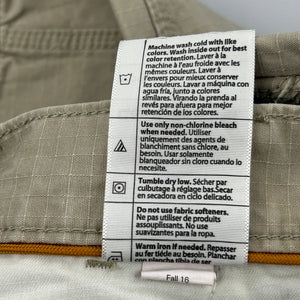 Machine wash cold with like
colors. Wash inside out for best
color retention. Laver à la
machine à l'eau froide avec les
mêmes couleurs. Laver à
l'envers pour mieux conserver
les couleurs. Lavar a máquina con
agua fría, junto a colores
similares. Virando la prenda al
revés para afuera para mejor
retención de los colores.
Use only non-chlorine bleach
when needed. Utiliser
uniquement des agents de
blanchiment sans chlore, au
besoin. Usar solamente
blanqueador sin cloro cuando lo
necesite.
Tumble dry low. Sécher par
culbutage à réglage bas. Secar
en secadora en ciclo delicado.
Do not use fabric softeners.
Ne pas utiliser de produits
assouplissants. No use
suavizantes para la ropa.
Warm iron if needed. Repasser
au fer tiède au besoin.
Planchar con
plancha tibia de ser
Fall 16